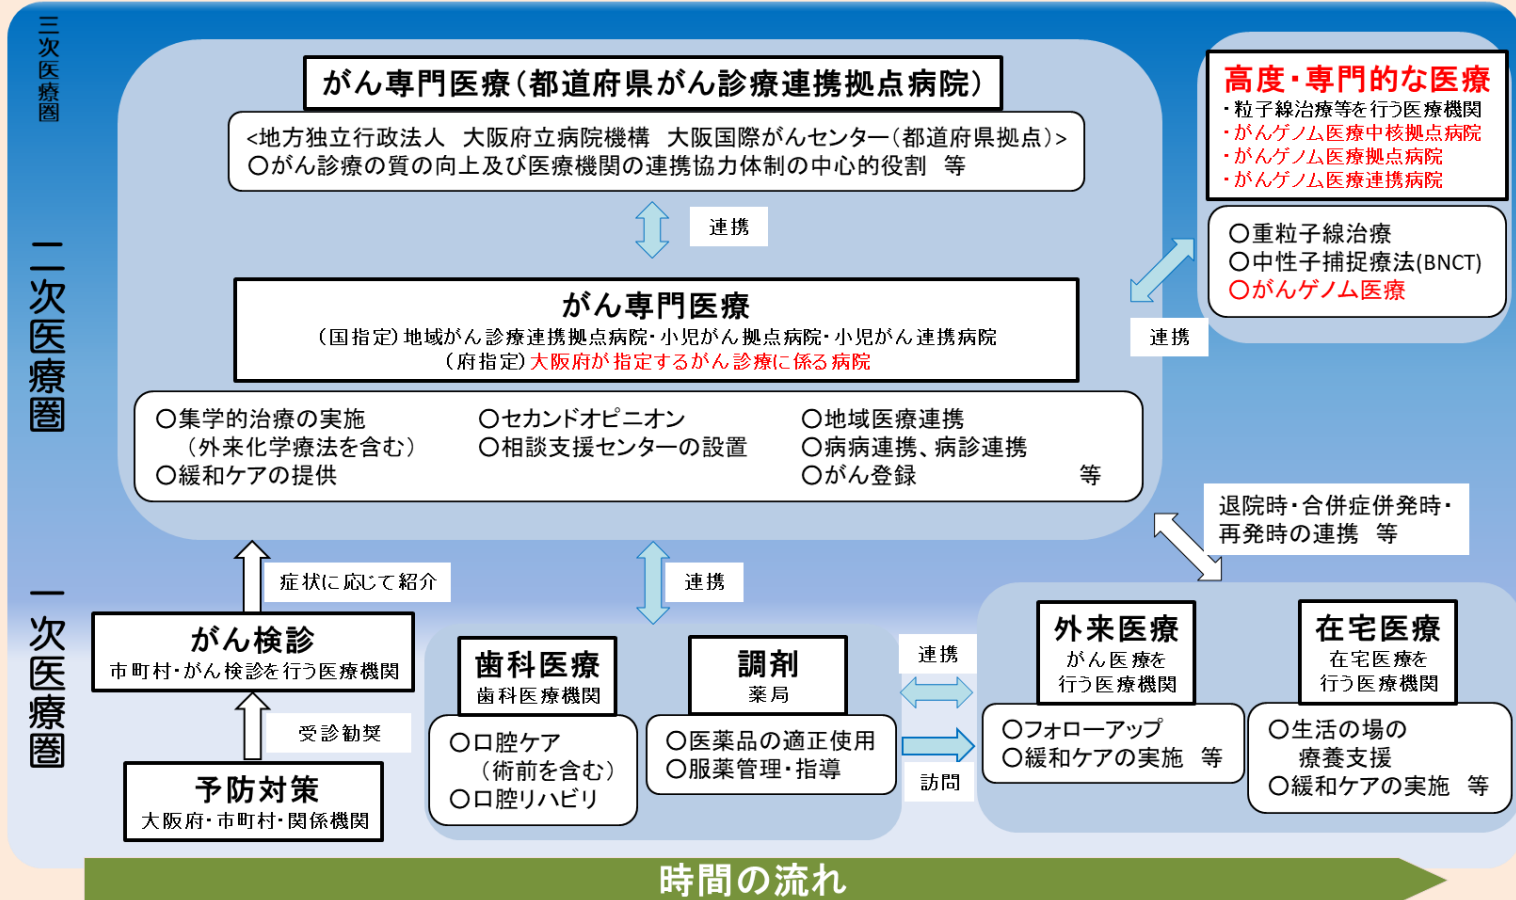 三次医療圏
がん専門医療(都道府県がん診療連携拠点病院)
<地方独立行政法人　大阪府立病院機構　大阪国際がんセンター(都道府県拠点)>
〇がん診療の質の向上及び医療機関の連携協力体制の中心的役割　等
高度・専門的な医療
・粒子線治療等を行う医療機関
・がんゲノム医療中核拠点病院
・がんゲノム医療拠点病院
・がんゲノム医療連携病院
〇重粒子線治療
〇中性子捕捉療法(BNCT)
〇がんゲノム医療
連携
連携
二次医療圏
がん専門医療
(国指定)地域がん診療連携拠点病院・小児がん拠点病院・小児がん連携病院
(府指定)大阪府が指定するがん診療に係る病院
〇集学的治療の実施
(外来化学療法を含む)
〇緩和ケアの提供
〇セカンドオピニオン
〇相談支援センターの設置
〇地域医療連携
〇病病連携、病診連携
〇がん登録　等
退院時・合併症併発時・
再発時の連携　等
症状に応じて紹介
連携
一次医療圏
がん検診
市町村・がん検診を行う医療機関
受診勧奨
予防対策
大阪府・市町村・関係機関
歯科医療
歯科医療機関
〇口腔ケア
(術前を含む)
〇口腔リハビリ
調剤
薬局
〇医薬品の適正使用
〇服薬管理・指導
連携
訪問
外来医療
がん医療を
行う医療機関
〇フォローアップ
〇緩和ケアの実施　等
在宅医療
在宅医療を
行う医療機関
〇生活の場の
療養支援
〇緩和ケアの実施　等
時間の流れ